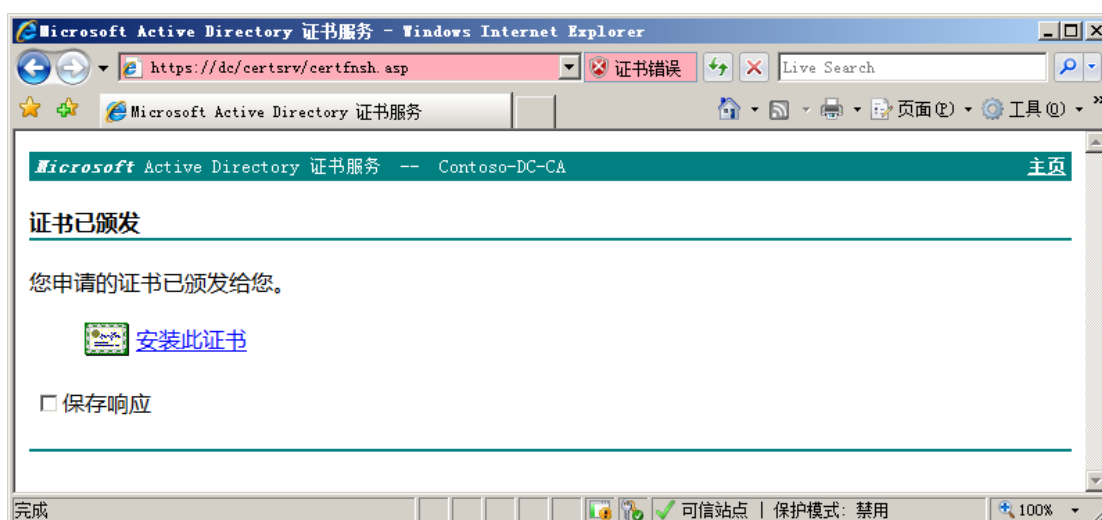 Microsoft Active Directory 证书服务 - Windows Internet Explorer
https://dc/certsrv/certfnsh.asp 证书错误 Live Search
Microsoft Active Directory 证书服务 页面(P) 工具(O) »
Microsoft Active Directory 证书服务 -- Contoso-DC-CA 主页
证书已颁发
您申请的证书已颁发给您。
安装此证书
保存响应
完成 可信站点 | 保护模式: 禁用 100%